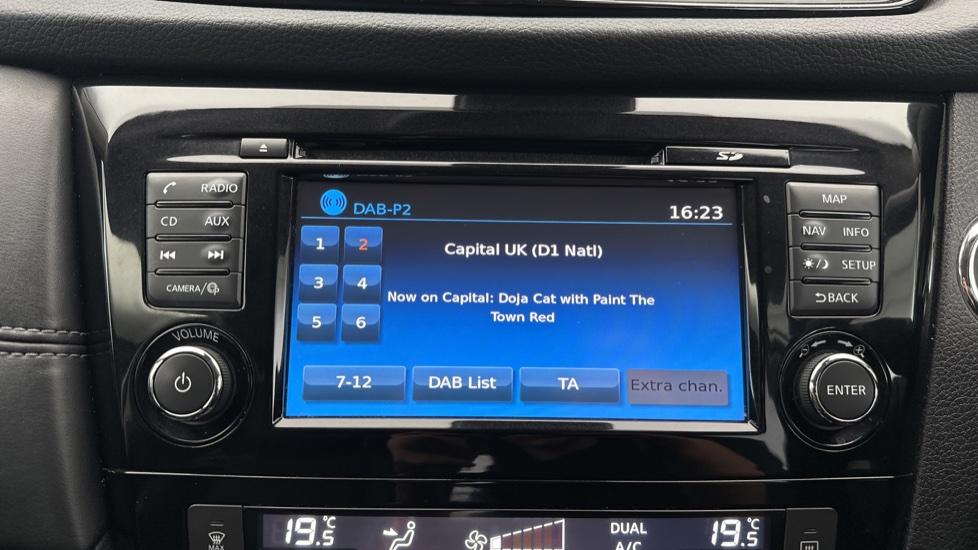 SD
RADIO
CD AUX
CAMERA/
VOLUME
DAB-P2 16:23
1 2
Capital UK (D1 Natl)
3 4
Now on Capital: Doja Cat with Paint The
Town Red
5 6
7-12 DAB List TA Extra chan.
MAP
NAV INFO
SETUP
BACK
ENTER
19.5°C DUAL 19.5°C
A/C
MAX